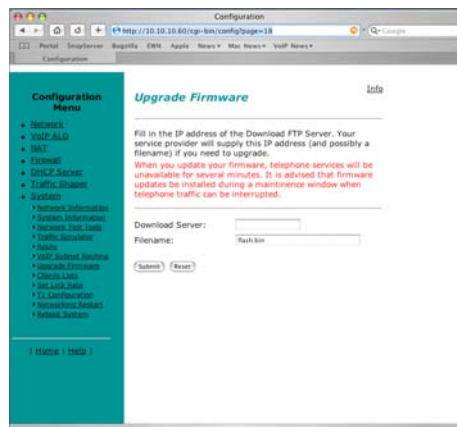 Configuration
http://10.10.10.60/cgi-bin/config?page=18
Q- Google
Portal SnapServer Bugzilla EWN Apple News Mac News VoIP News
Configuration
Configuration Menu
Network
VoIP ALG
NAT
Firewall
DHCP Server
Traffic Shaper
System
Network Information
System Information
Network Test Tools
Traffic Simulator
Route
VoIP Subnet Routing
Upgrade Firmware
Clients List
Set Link Rate
T1 Configuration
Networking Restart
Reboot System
| Home | Help |
Info
Upgrade Firmware
Fill in the IP address of the Download FTP Server. Your
service provider will supply this IP address (and possibly a
filename) if you need to upgrade.
When you update your firmware, telephone services will be
unavailable for several minutes. It is advised that firmware
updates be installed during a maintinence window when
telephone traffic can be interrupted.
Download Server:
Filename: flash.bin
Submit Reset